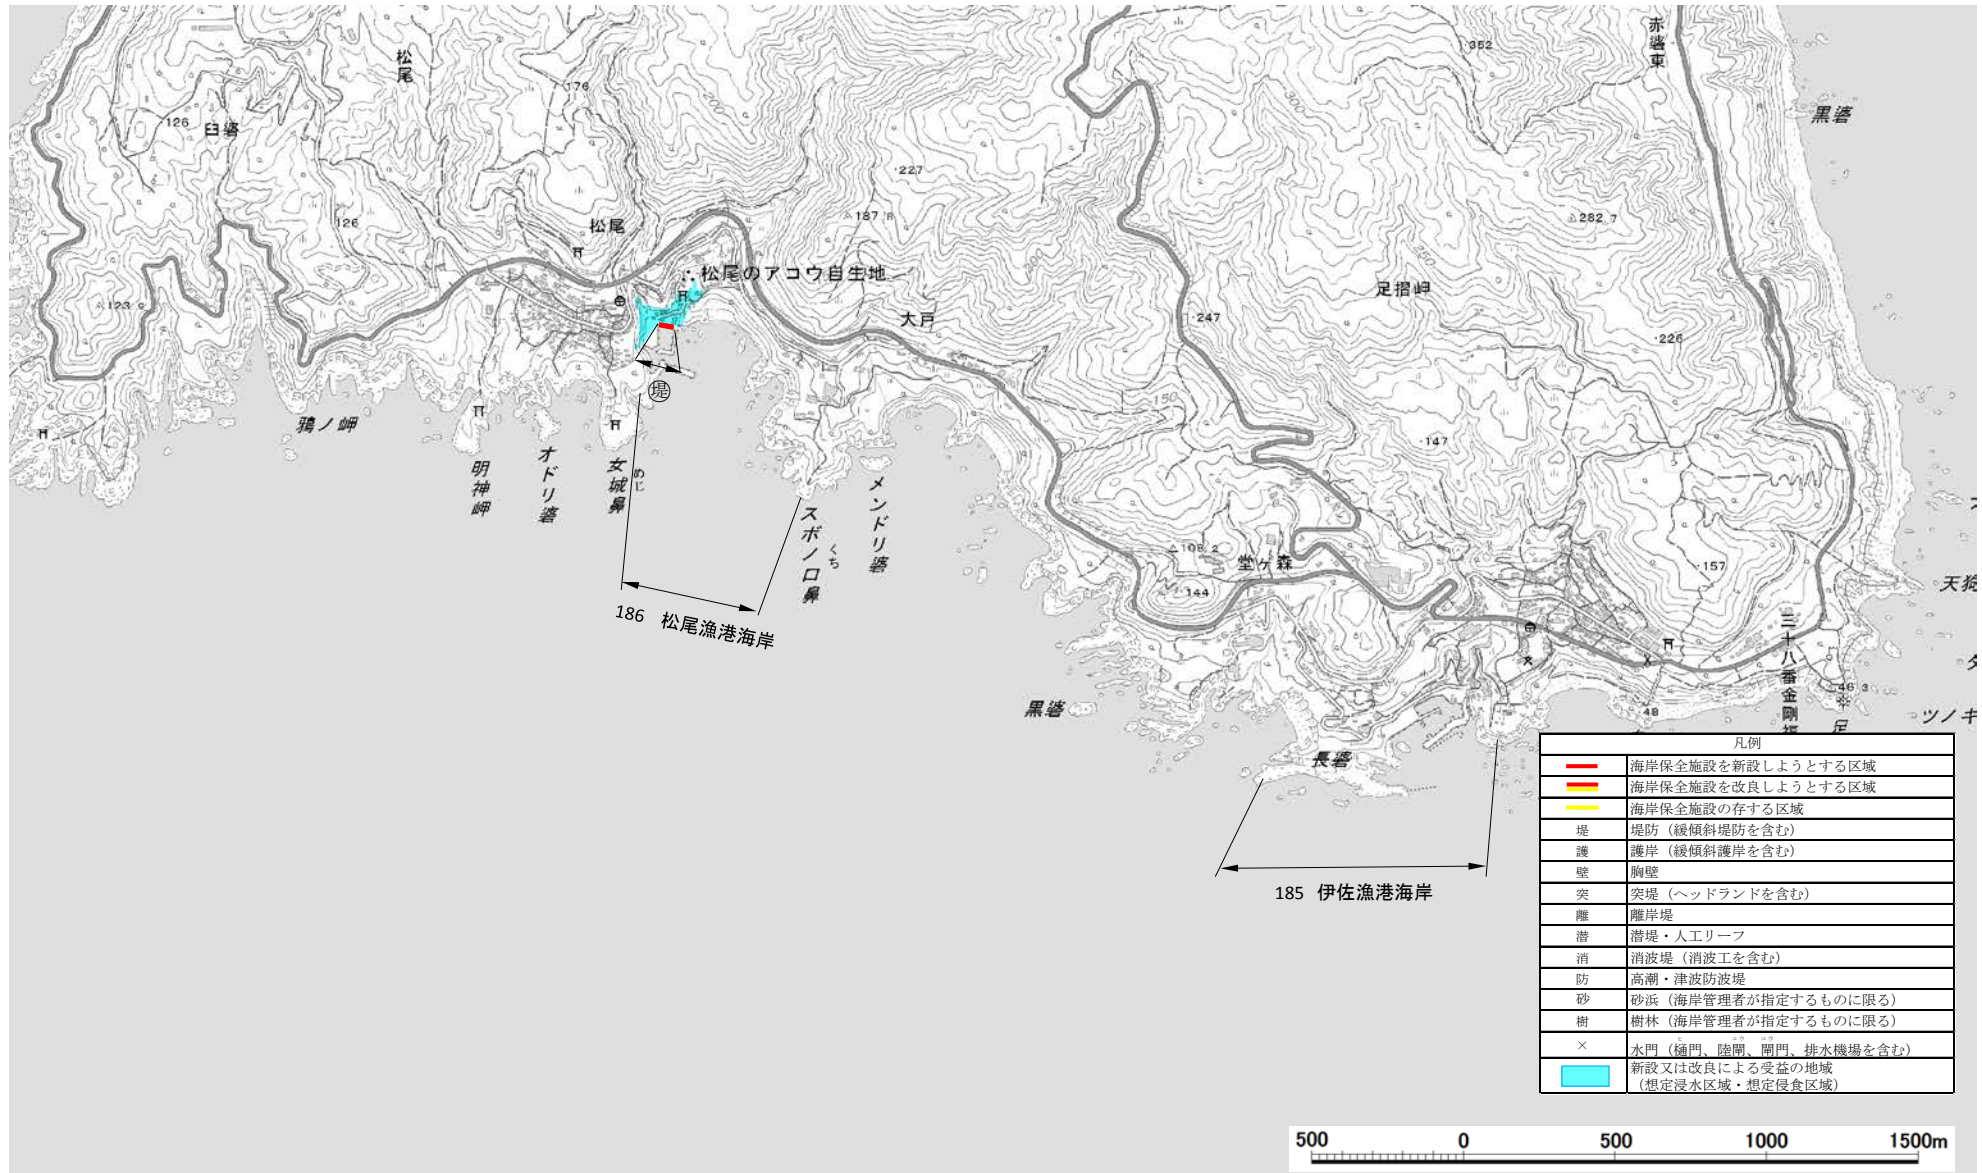 松尾
赤碆東
黒碆
臼碆
126
176
200
352
300
227
187.8
282.7
126
松尾
松尾のアコウ自生地
123.9
大戸
足摺岬
200
250
247
226
150
147
堤
鵜ノ岬
明神岬
オドリ碆
女城鼻
めじ
スボノ口鼻
くち
メンドリ碆
108.2
堂ヶ森
144
157
186 松尾漁港海岸
天狗
三十八番金剛福
46.3
48
足
ツノキ
黒碆
長碆
185 伊佐漁港海岸
凡例
海岸保全施設を新設しようとする区域
海岸保全施設を改良しようとする区域
海岸保全施設の存する区域
堤 堤防（緩傾斜堤防を含む）
護 護岸（緩傾斜護岸を含む）
壁 胸壁
突 突堤（ヘッドランドを含む）
離 離岸堤
潜 潜堤・人工リーフ
消 消波堤（消波工を含む）
防 高潮・津波防波堤
砂 砂浜（海岸管理者が指定するものに限る）
樹 樹林（海岸管理者が指定するものに限る）
× 水門（樋門、陸閘、閘門、排水機場を含む）
新設又は改良による受益の地域
（想定浸水区域・想定侵食区域）
500 0 500 1000 1500m